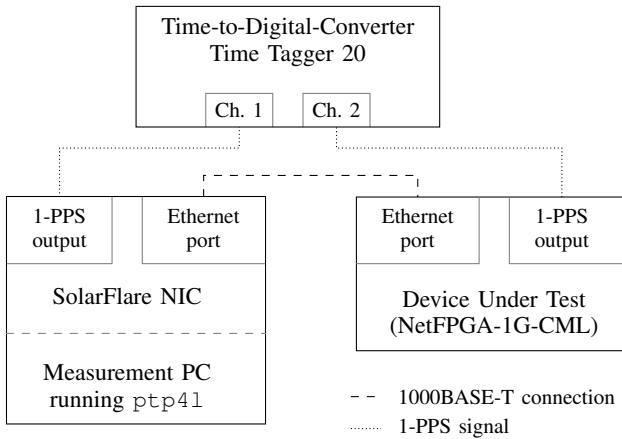 Time-to-Digital-Converter
Time Tagger 20
Ch. 1
Ch. 2
1-PPS
output
Ethernet
port
SolarFlare NIC
Measurement PC
running ptp4l
Ethernet
port
1-PPS
output
Device Under Test
(NetFPGA-1G-CML)
1000BASE-T connection
1-PPS signal